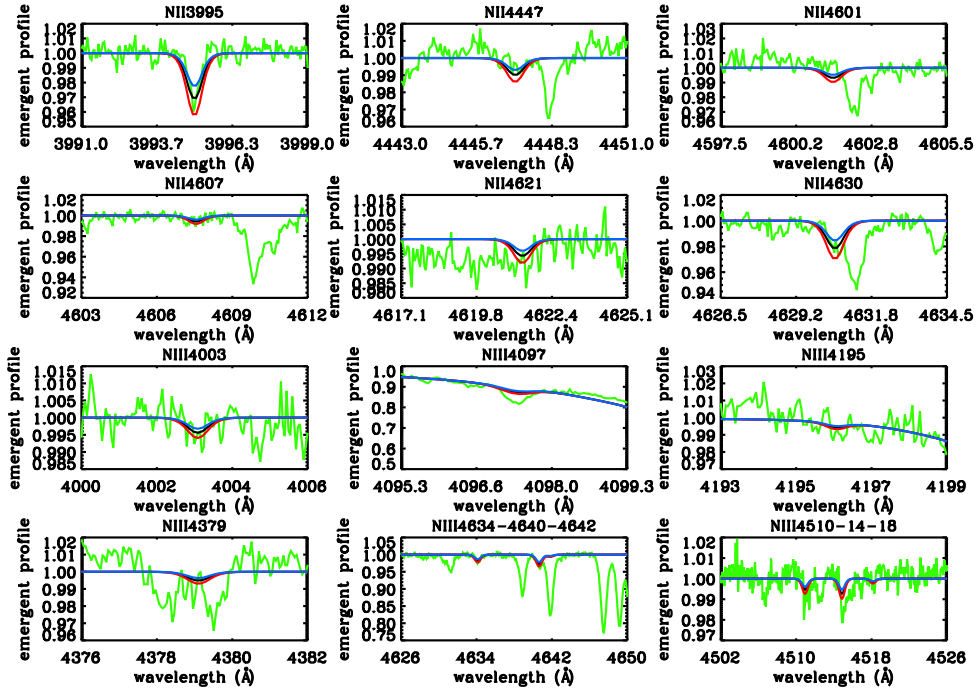 NII3995
emergent profile
1.02
1.01
1.00
0.99
0.98
0.97
0.96
0.95
3991.0 3993.7 3996.3 3999.0
wavelength (Å)
NII4447
emergent profile
1.02
1.00
0.99
0.98
0.96
4443.0 4445.7 4448.3 4451.0
wavelength (Å)
NII4601
emergent profile
1.03
1.02
1.01
1.00
0.99
0.98
0.97
0.96
4597.5 4600.2 4602.8 4605.5
wavelength (Å)
NII4607
emergent profile
1.02
1.00
0.98
0.96
0.94
0.92
4603 4606 4609 4612
wavelength (Å)
NII4621
emergent profile
1.015
1.010
1.005
1.000
0.995
0.990
0.985
0.980
4617.1 4619.8 4622.4 4625.1
wavelength (Å)
NII4630
emergent profile
1.02
1.00
0.98
0.96
0.94
4626.5 4629.2 4631.8 4634.5
wavelength (Å)
NIII4003
emergent profile
1.015
1.010
1.005
1.000
0.995
0.990
0.985
4000 4002 4004 4006
wavelength (Å)
NIII4097
emergent profile
1.0
0.9
0.8
0.7
0.6
0.5
4095.3 4096.6 4098.0 4099.3
wavelength (Å)
NIII4195
emergent profile
1.03
1.02
1.01
1.00
0.99
0.98
0.97
4193 4195 4197 4199
wavelength (Å)
NIII4379
emergent profile
1.02
1.01
1.00
0.99
0.98
0.97
0.96
4376 4378 4380 4382
wavelength (Å)
NIII4634-4640-4642
emergent profile
1.05
1.00
0.95
0.90
0.85
0.80
0.75
4626 4634 4642 4650
wavelength (Å)
NIII4510-14-18
emergent profile
1.02
1.01
1.00
0.99
0.98
0.97
4502 4510 4518 4526
wavelength (Å)